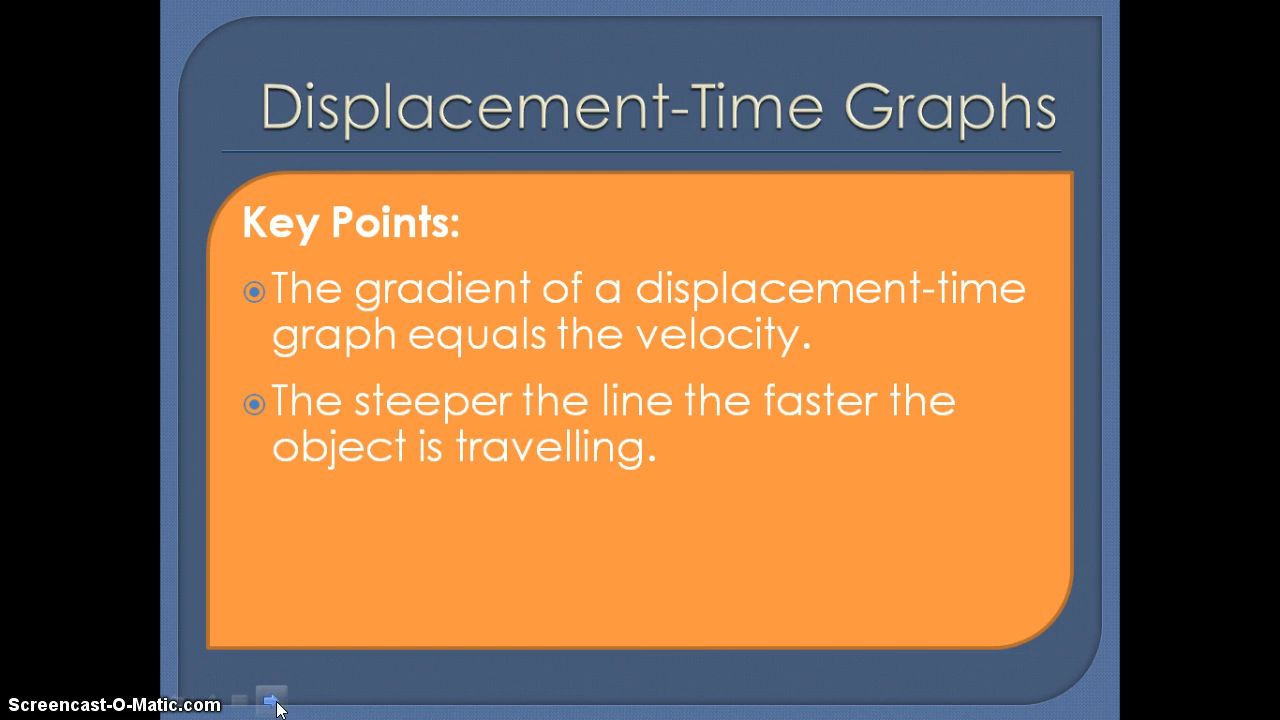 Displacement-Time Graphs
Key Points:
The gradient of a displacement-time
graph equals the velocity.
The steeper the line the faster the
object is travelling.
Screencast-O-Matic.com